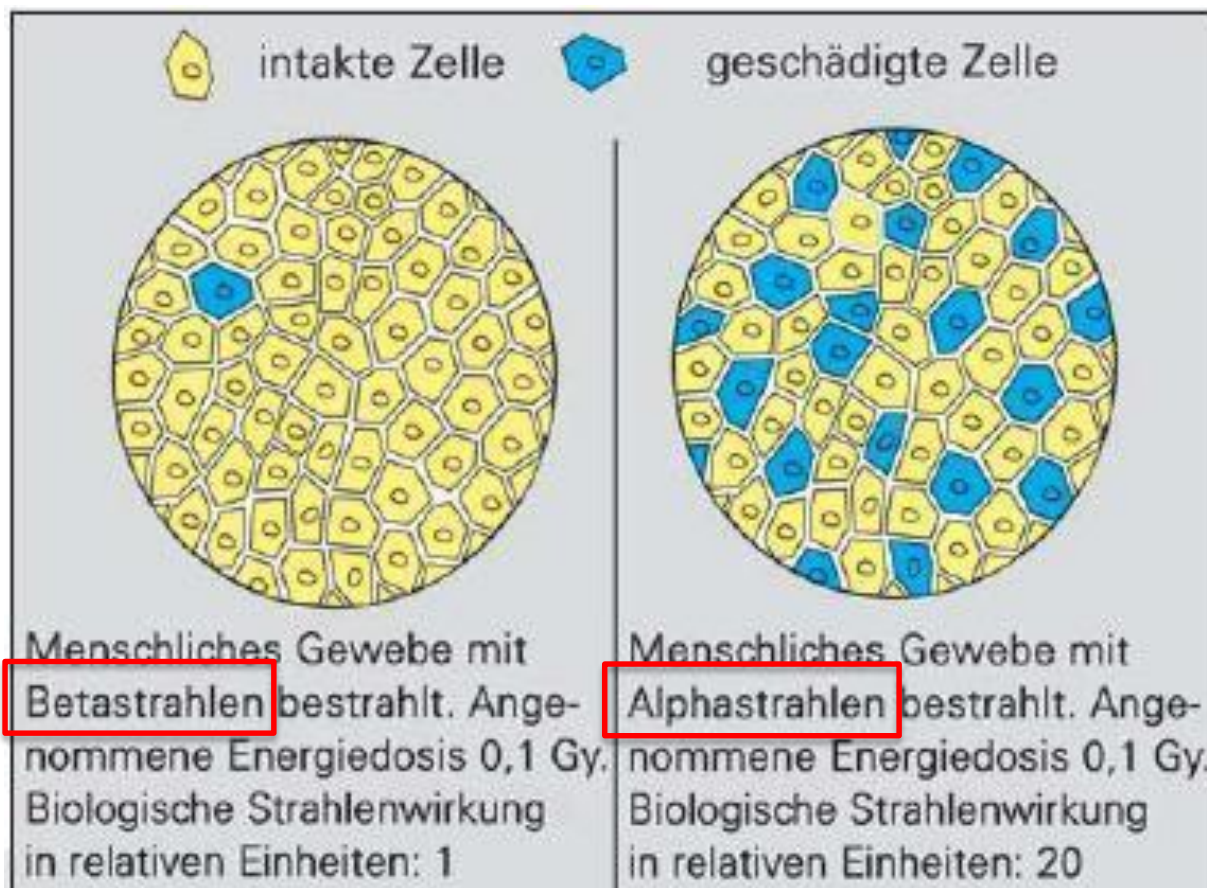 intakte Zelle
geschädigte Zelle
Menschliches Gewebe mit
Betastrahlen bestrahlt. Ange-
nommene Energiedosis 0,1 Gy.
Biologische Strahlenwirkung
in relativen Einheiten: 1
Menschliches Gewebe mit
Alphastrahlen bestrahlt. Ange-
nommene Energiedosis 0,1 Gy.
Biologische Strahlenwirkung
in relativen Einheiten: 20